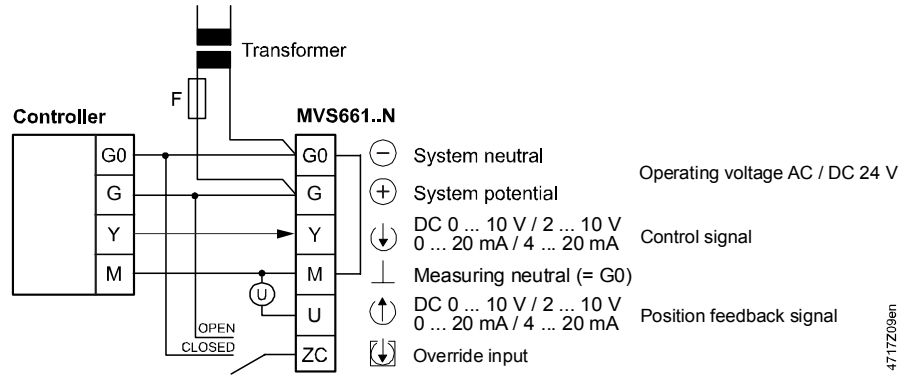 Transformer
F
Controller
MVS661..N
G0
G0
System neutral
G
G
System potential
Operating voltage AC / DC 24 V
Y
Y
DC 0 ... 10 V / 2 ... 10 V
0 ... 20 mA / 4 ... 20 mA
Control signal
M
M
Measuring neutral (= G0)
U
U
DC 0 ... 10 V / 2 ... 10 V
0 ... 20 mA / 4 ... 20 mA
Position feedback signal
OPEN
CLOSED
ZC
Override input
4717Z09en